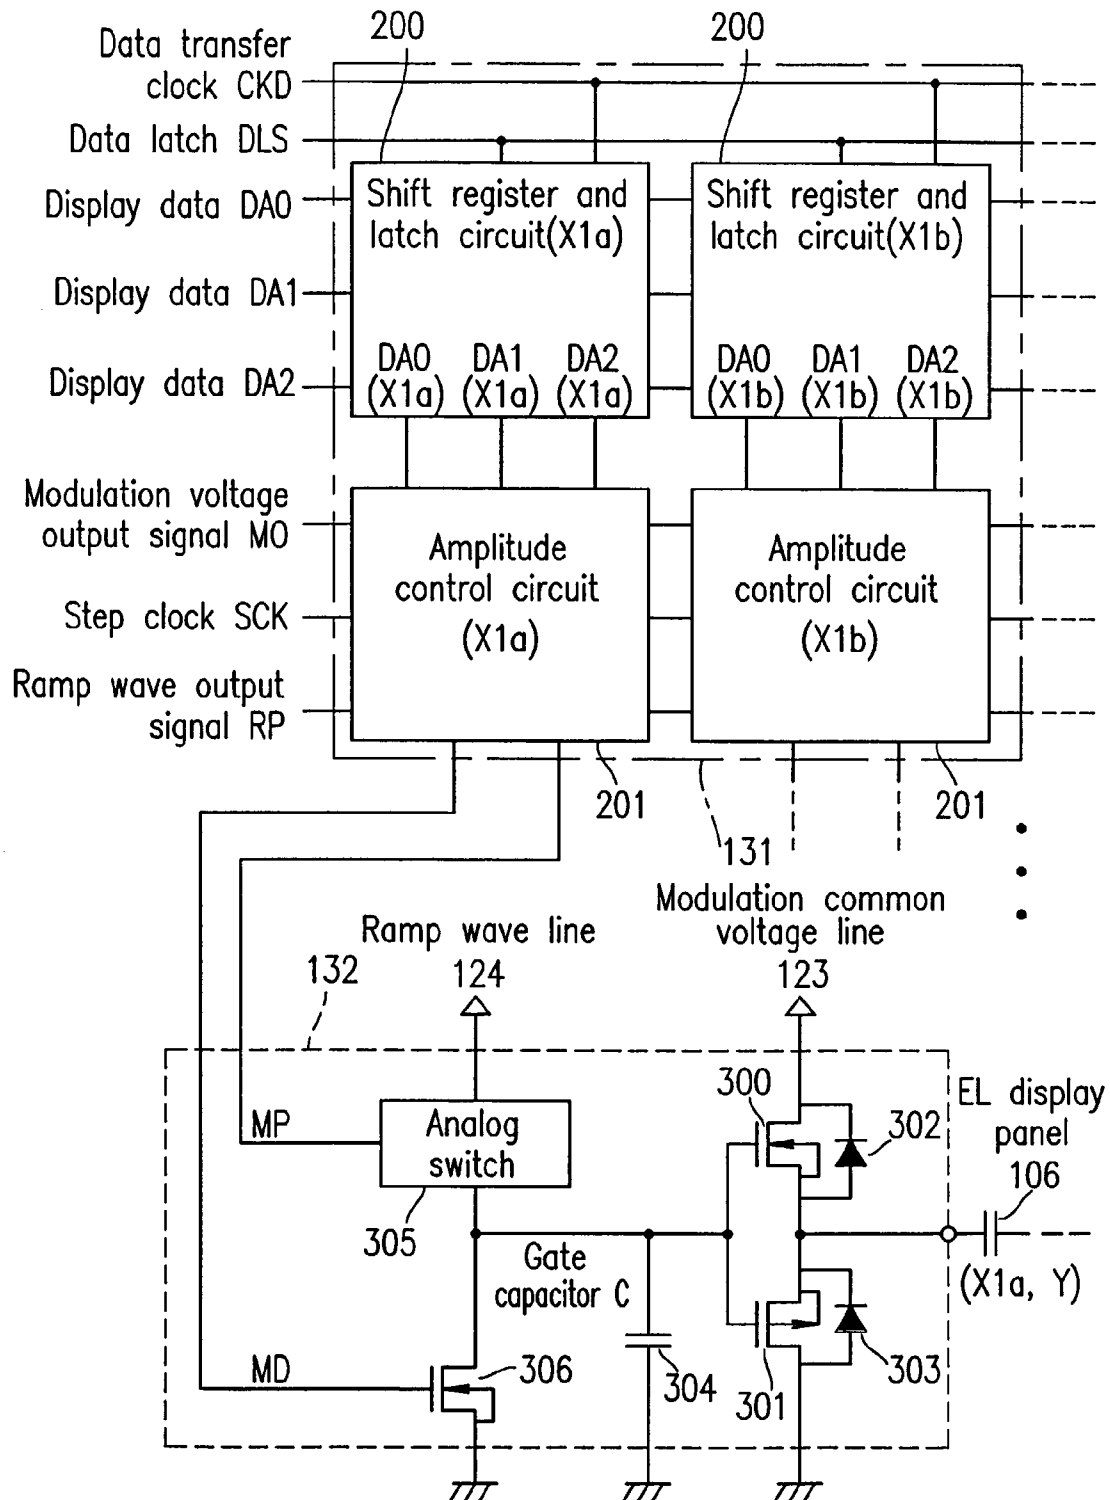 200
200
Data transfer
clock CKD
Data latch DLS
Display data DA0
Display data DA1
Display data DA2
Shift register and
latch circuit(X1a)
DA0 DA1 DA2
(X1a) (X1a) (X1a)
Shift register and
latch circuit(X1b)
DA0 DA1 DA2
(X1b) (X1b) (X1b)
Modulation voltage
output signal MO
Step clock SCK
Ramp wave output
signal RP
Amplitude
control circuit
(X1a)
Amplitude
control circuit
(X1b)
201
201
131
Modulation common
voltage line
123
Ramp wave line
124
132
MP
Analog
switch
305
300
302
EL display
panel
106
(X1a, Y)
Gate
capacitor C
MD
306
304
301
303